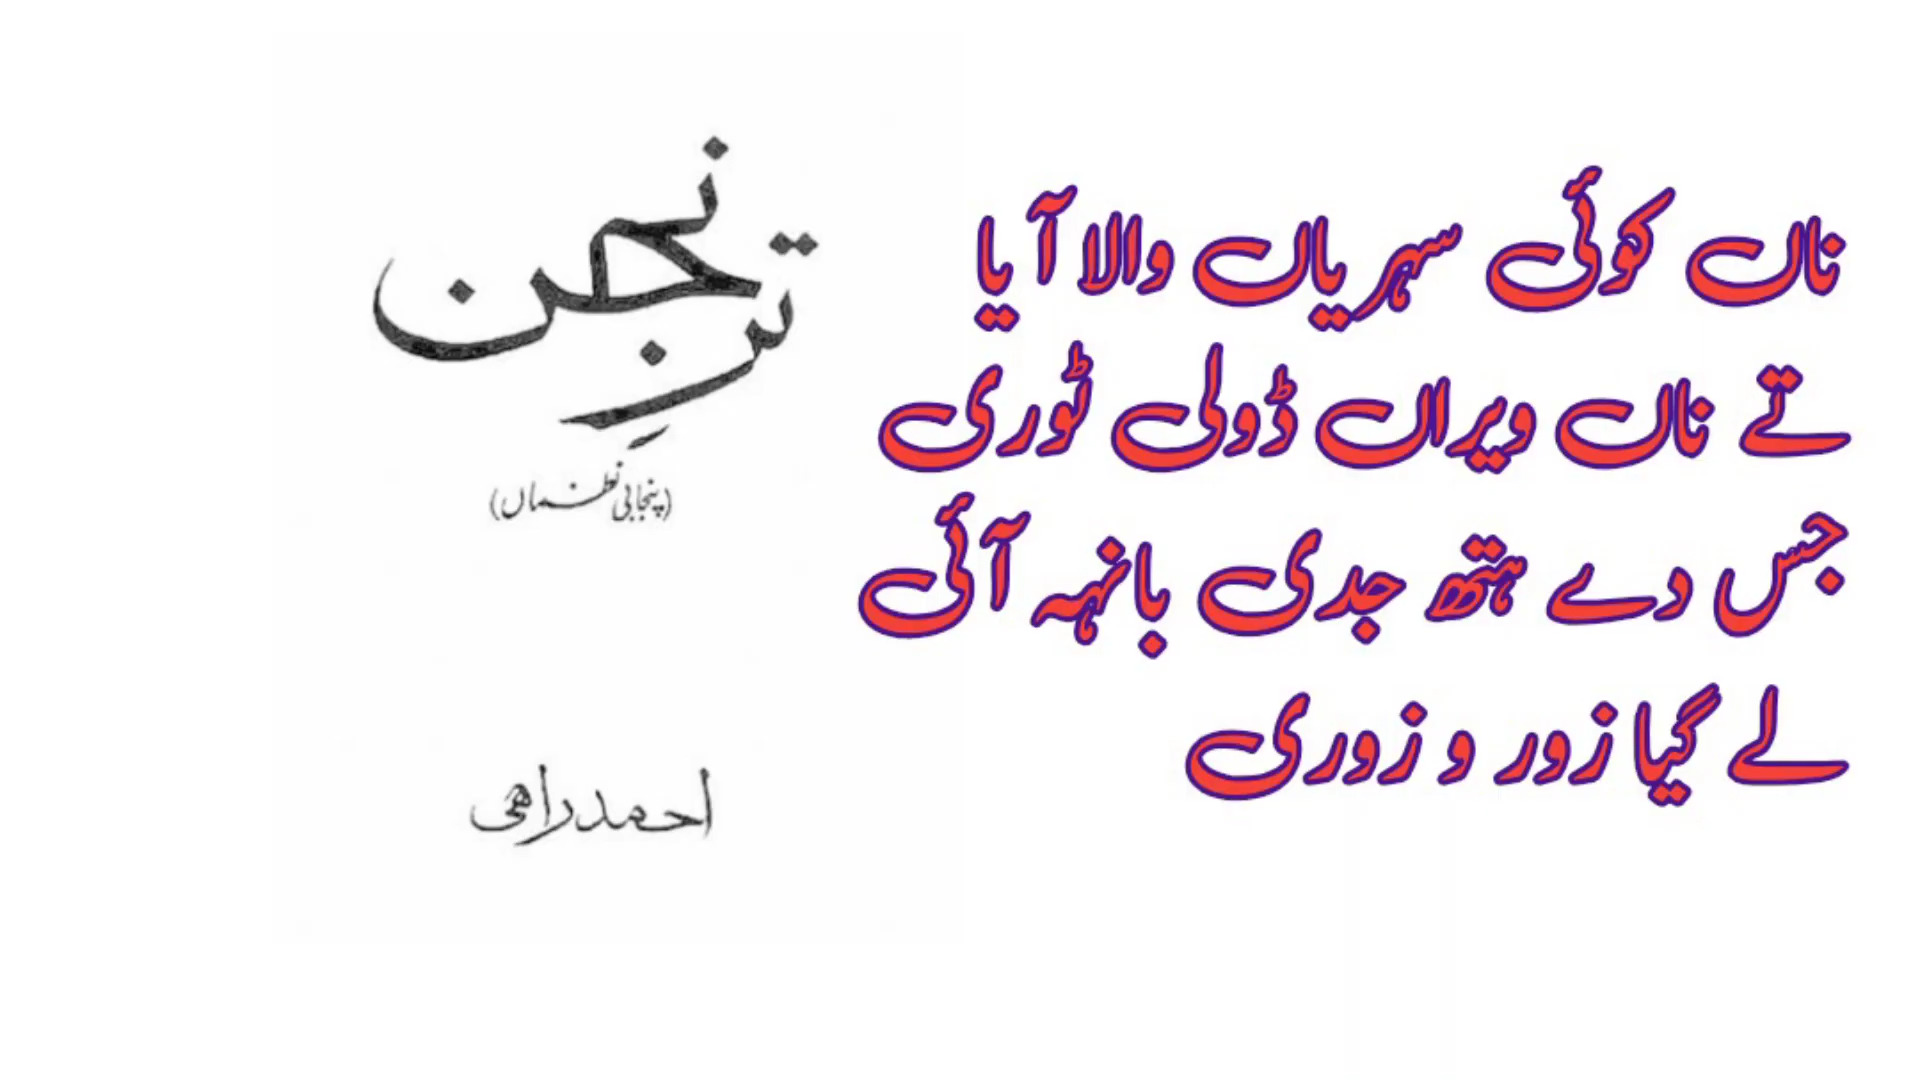 ترنجن
(پنجابی نظماں)
احمد راھی
ناں کوئی سہریاں والا آیا
تے ناں ویراں ڈولی ٹوری
جس دے ہتھ جدی بانہہ آئی
لے گیا زور و زوری